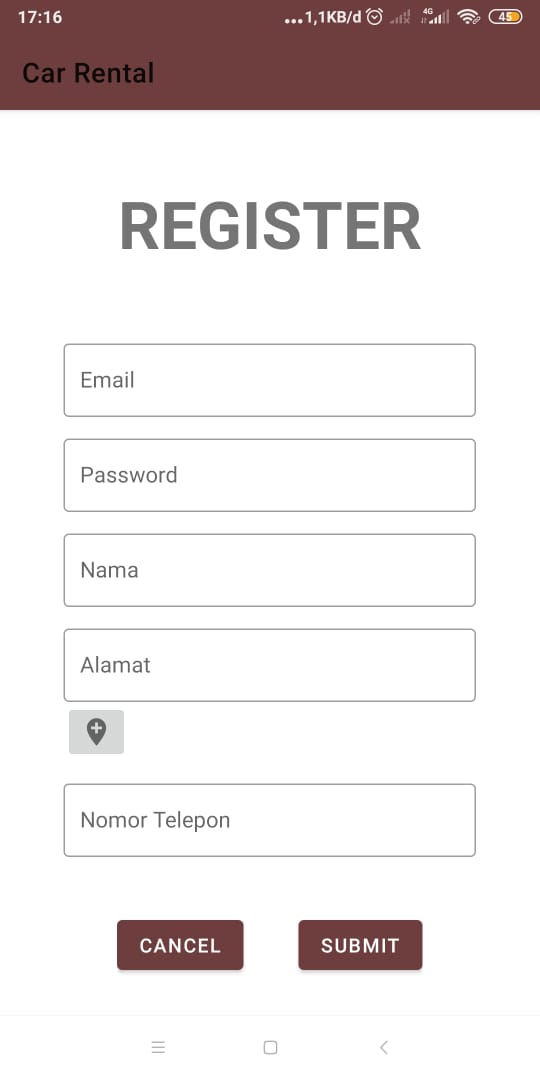 17:16
...1,1KB/d 4G 45
Car Rental
REGISTER
Email
Password
Nama
Alamat
Nomor Telepon
CANCEL SUBMIT